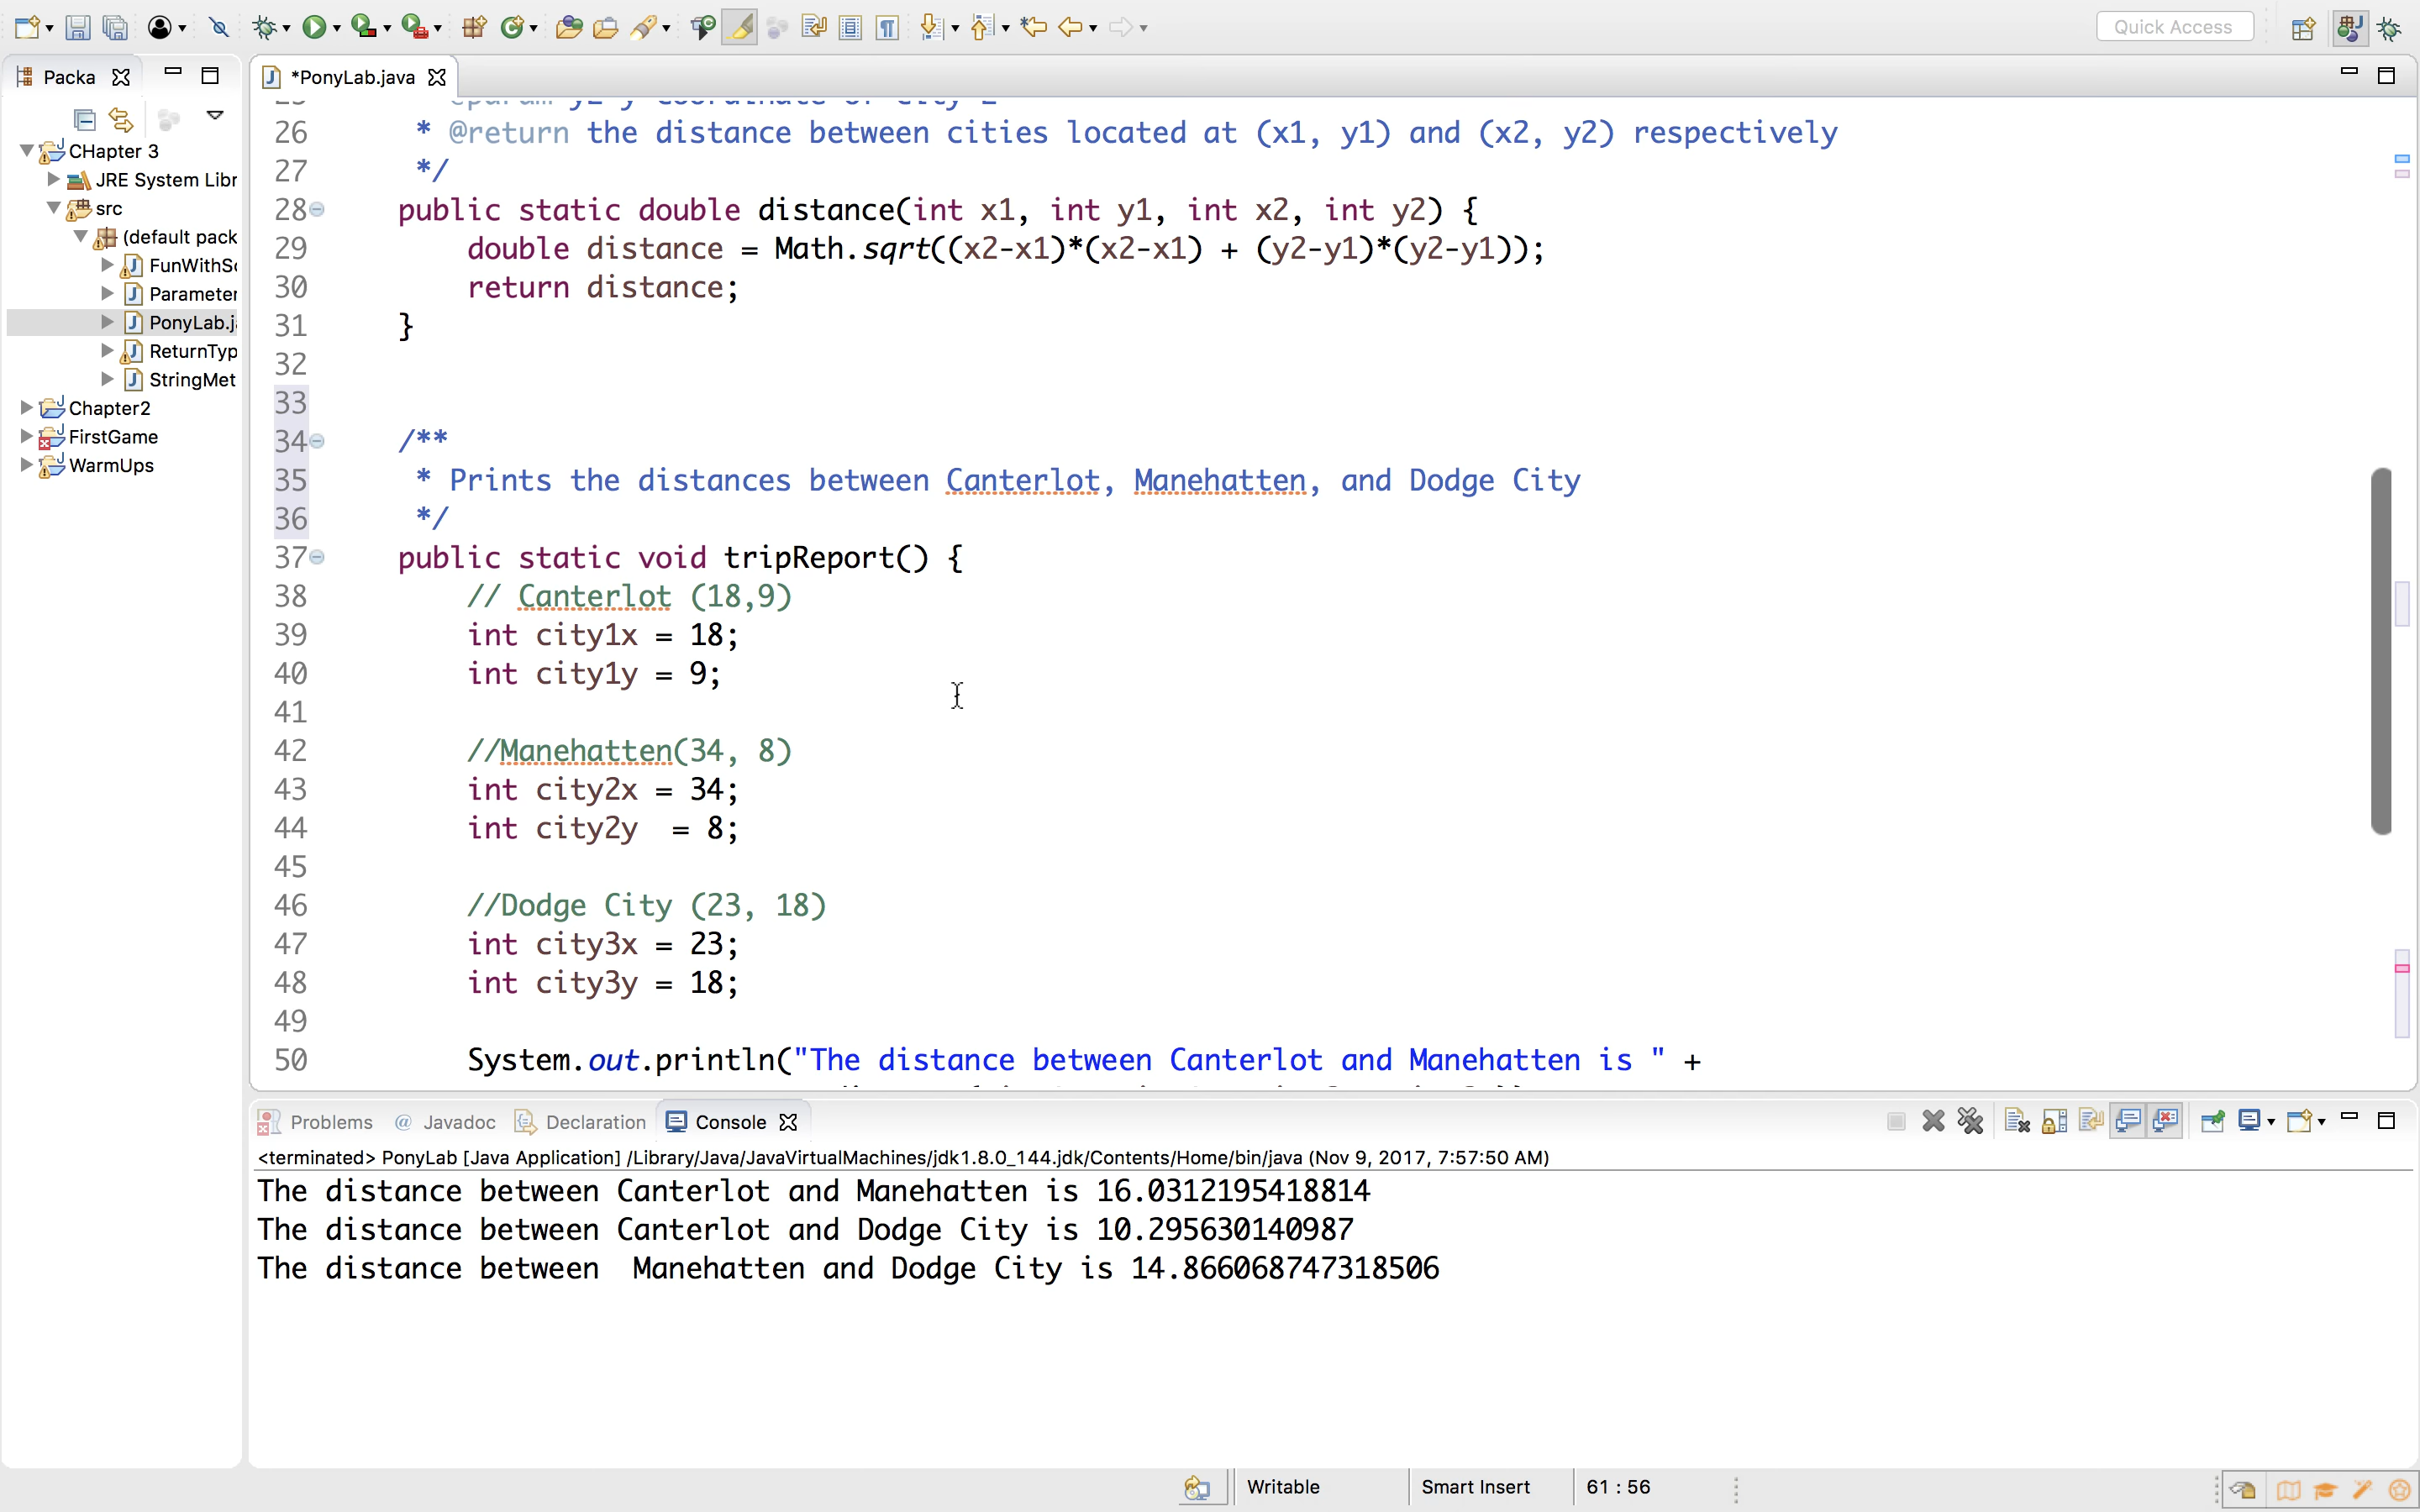 Quick Access
Packa
*PonyLab.java
CHapter 3
JRE System Libr
src
(default pack
FunWithSc
Parameter
PonyLab.j
ReturnTyp
StringMet
Chapter2
FirstGame
WarmUps
26 * @return the distance between cities located at (x1, y1) and (x2, y2) respectively
27 */
28 public static double distance(int x1, int y1, int x2, int y2) {
29 double distance = Math.sqrt((x2-x1)*(x2-x1) + (y2-y1)*(y2-y1));
30 return distance;
31 }
32
33
34 /**
35 * Prints the distances between Canterlot, Manehatten, and Dodge City
36 */
37 public static void tripReport() {
38 // Canterlot (18,9)
39 int city1x = 18;
40 int city1y = 9;
41
42 //Manehatten(34, 8)
43 int city2x = 34;
44 int city2y  = 8;
45
46 //Dodge City (23, 18)
47 int city3x = 23;
48 int city3y = 18;
49
50 System.out.println("The distance between Canterlot and Manehatten is " +
Problems @ Javadoc Declaration Console
<terminated> PonyLab [Java Application] /Library/Java/JavaVirtualMachines/jdk1.8.0_144.jdk/Contents/Home/bin/java (Nov 9, 2017, 7:57:50 AM)
The distance between Canterlot and Manehatten is 16.0312195418814
The distance between Canterlot and Dodge City is 10.295630140987
The distance between  Manehatten and Dodge City is 14.866068747318506
Writable Smart Insert 61 : 56